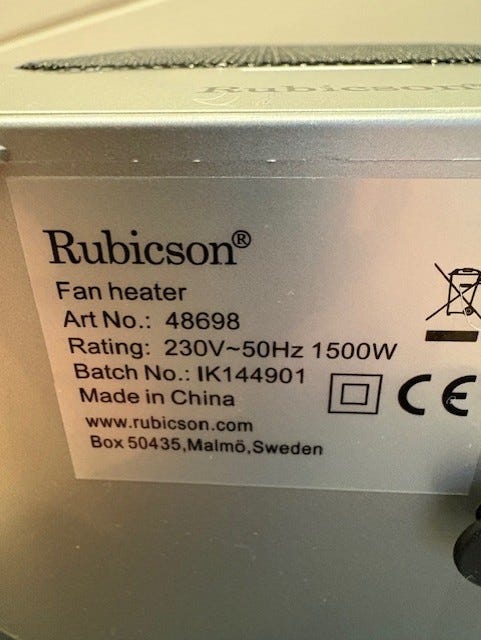 Rubicson
Rubicson®
Fan heater
Art No.: 48698
Rating: 230V~50Hz 1500W
Batch No.: IK144901
Made in China
CE
www.rubicson.com
Box 50435,Malmö,Sweden